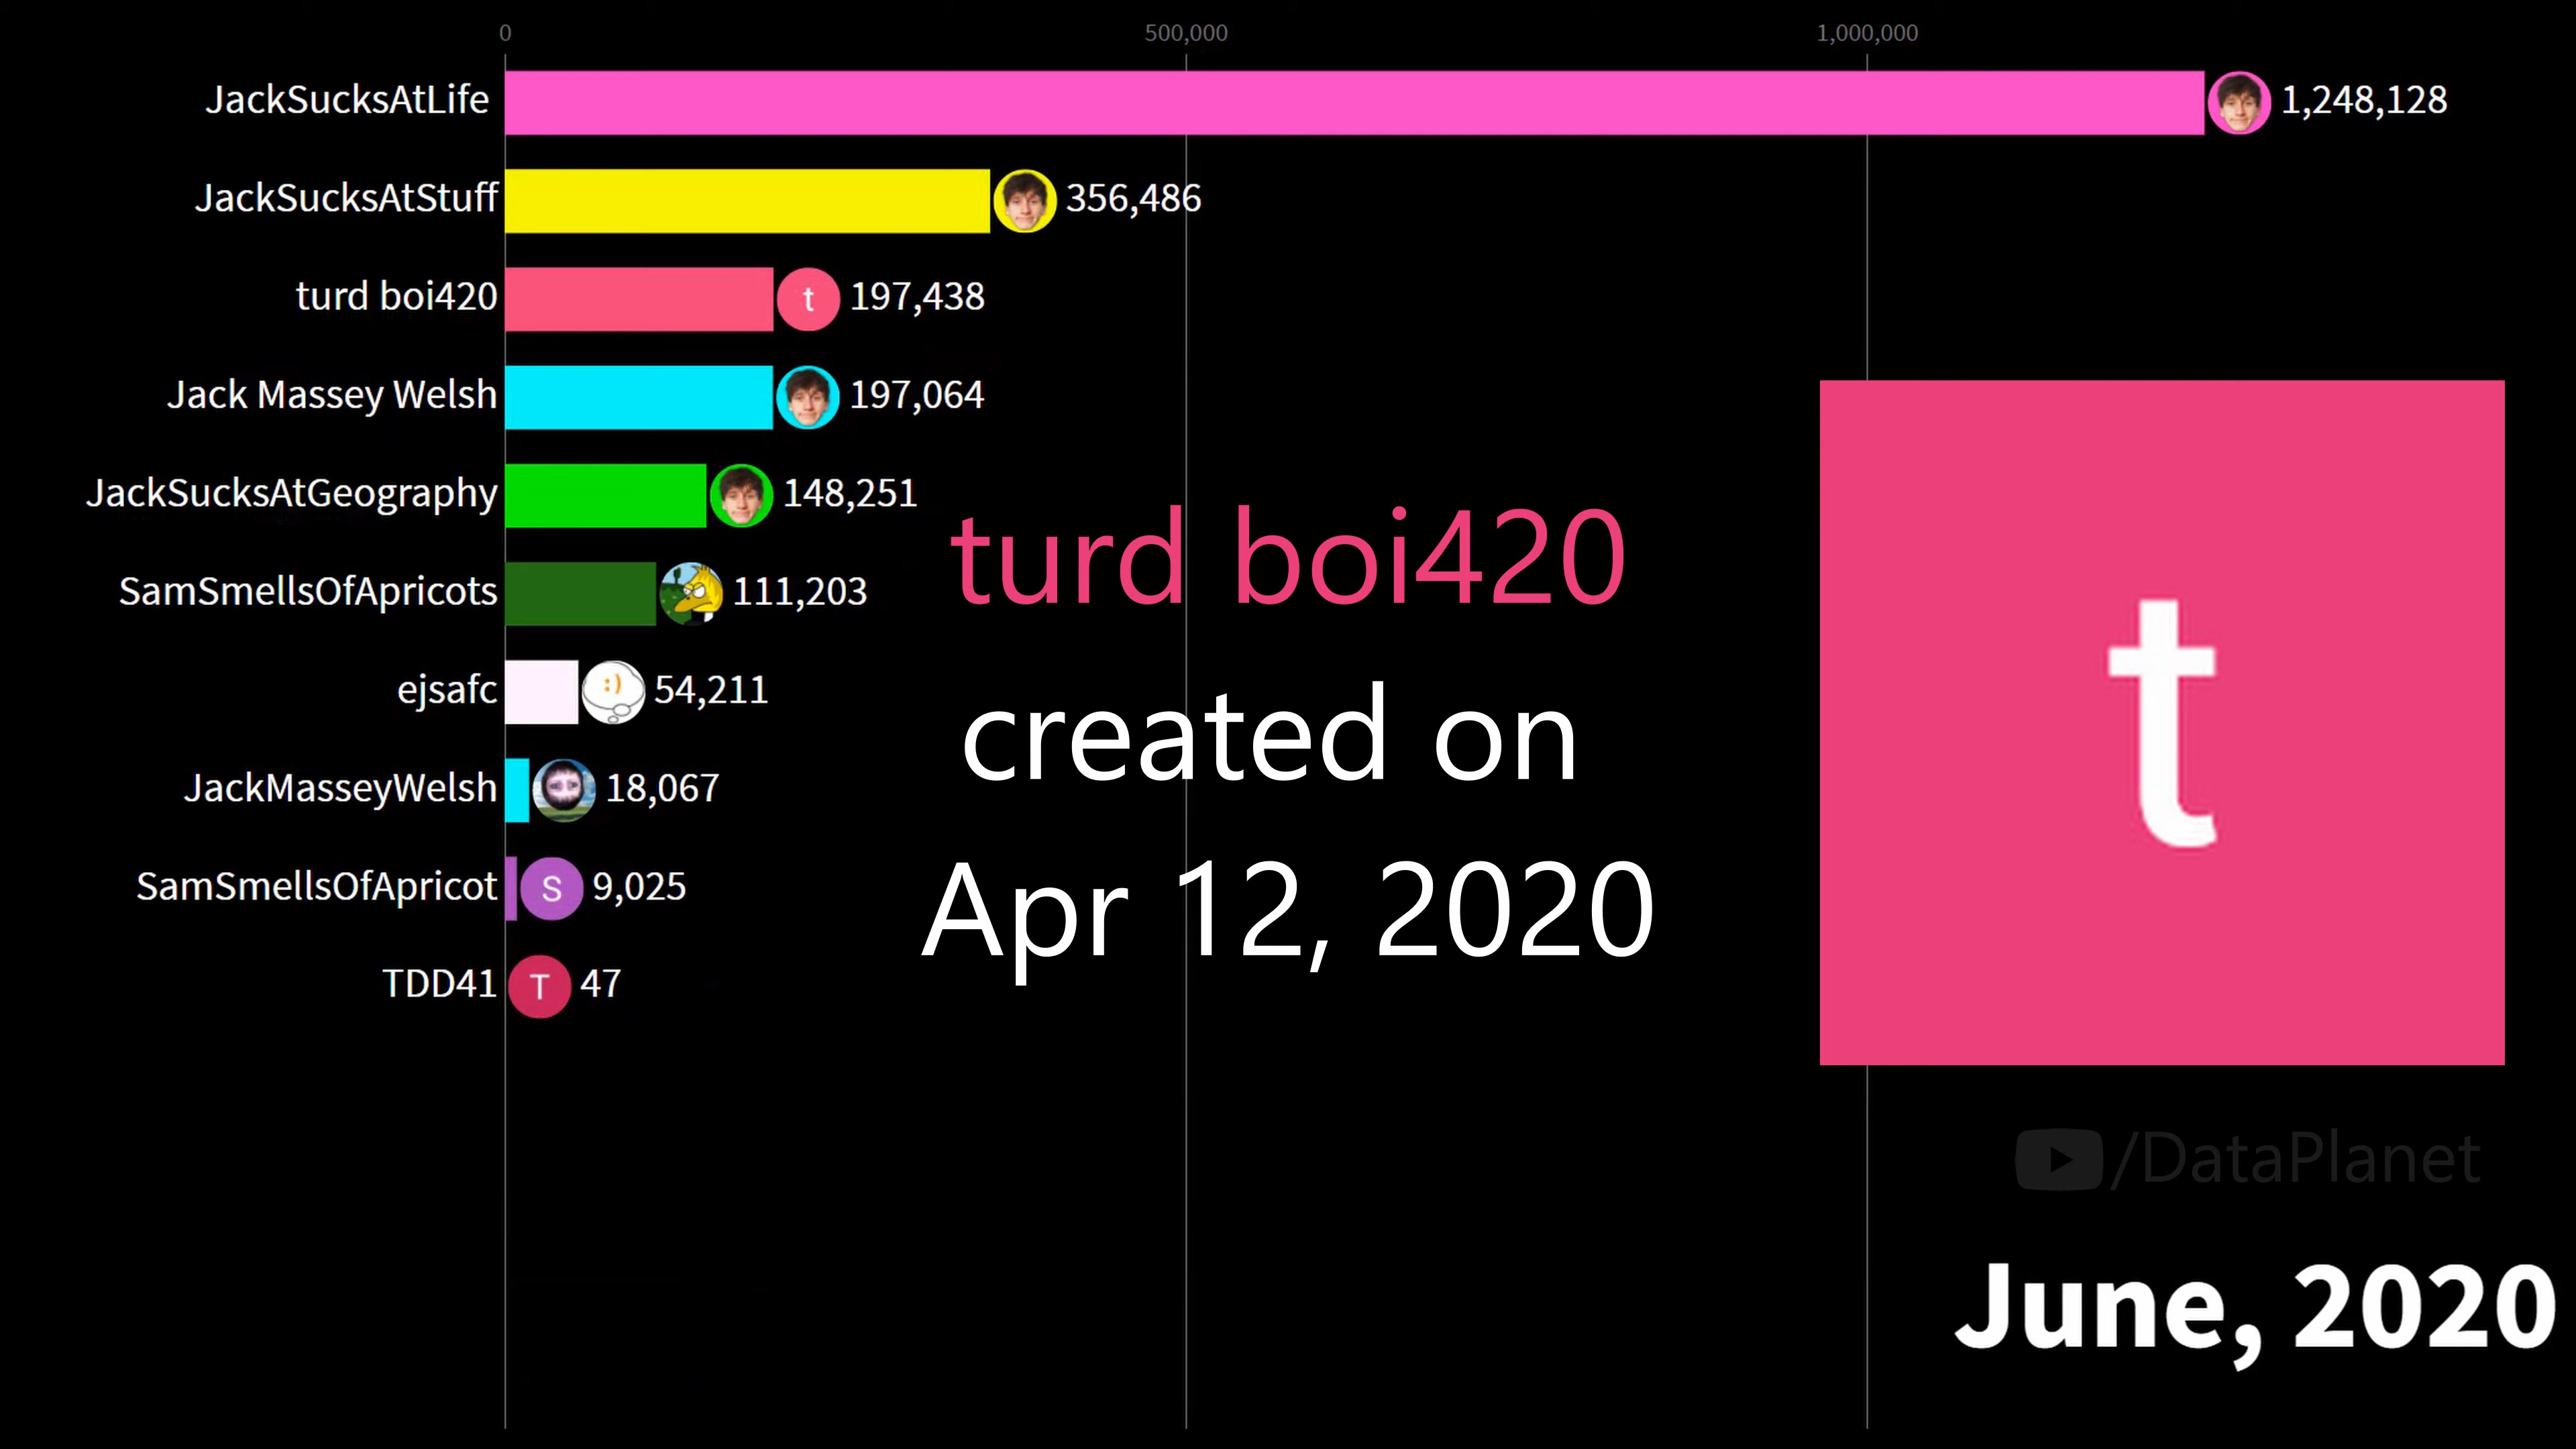 0 500,000 1,000,000
JackSucksAtLife 1,248,128
JackSucksAtStuff 356,486
turd boi420 t 197,438
Jack Massey Welsh 197,064
JackSucksAtGeography 148,251
SamSmellsOfApricots 111,203
ejsafc :) 54,211
JackMasseyWelsh 18,067
SamSmellsOfApricot S 9,025
TDD41 T 47
turd boi420
created on
Apr 12, 2020
t
/DataPlanet
June, 2020